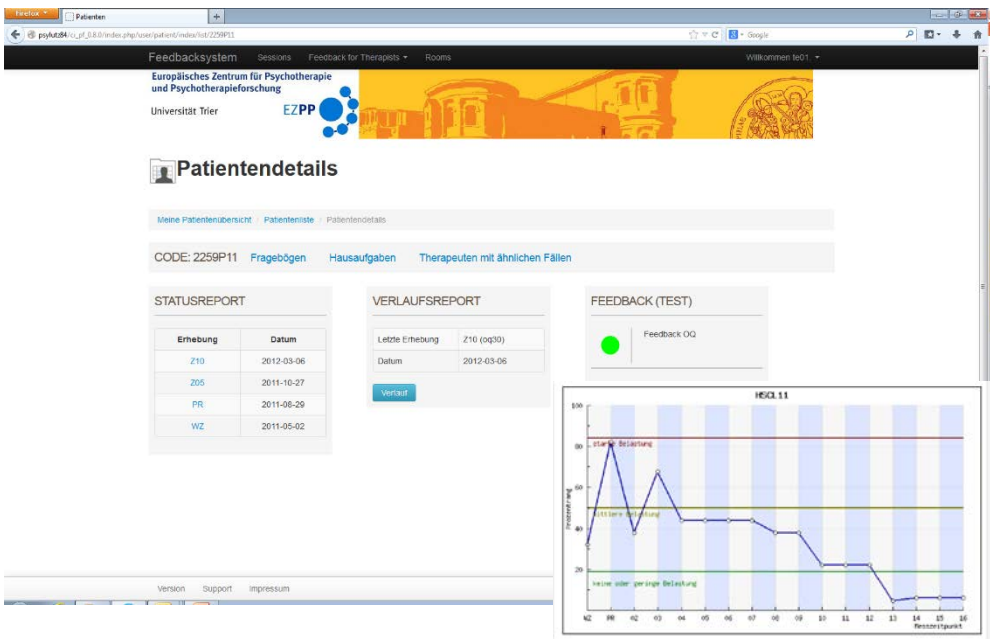 Firefox
Patienten
psylutz84/cj_pf_0.8.0/index.php/user/patient/index/list/2259P11
Google
Feedbacksystem Sessions Feedback for Therapists Rooms Willkommen te01,
Europäisches Zentrum für Psychotherapie
und Psychotherapieforschung
Universität Trier EZPP
Patientendetails
Meine Patientenübersicht / Patientenliste / Patientendetails
CODE: 2259P11 Fragebögen Hausaufgaben Therapeuten mit ähnlichen Fällen
STATUSREPORT
Erhebung Datum
Z10 2012-03-06
Z05 2011-10-27
PR 2011-08-29
WZ 2011-05-02
VERLAUFSREPORT
Letzte Erhebung Z10 (oq30)
Datum 2012-03-06
Verlauf
FEEDBACK (TEST)
Feedback OQ
HSCL11
100
80
60
40
20
Prozentrang
starke Belastung
mittlere Belastung
keine oder geringe Belastung
WZ PR 02 03 04 05 06 07 08 09 10 11 12 13 14 15 16
Messzeitpunkt
Version Support Impressum